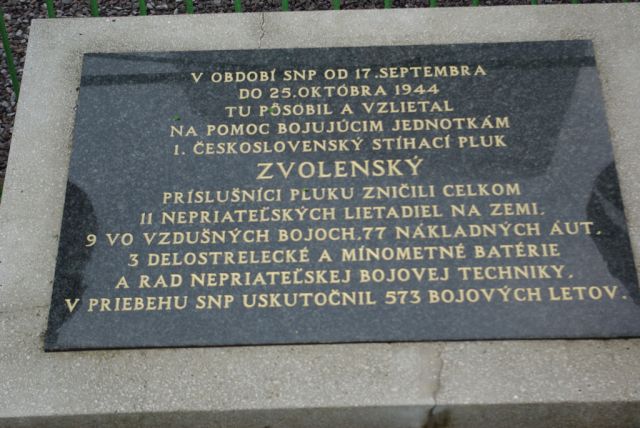 V OBDOBÍ SNP OD 17.SEPTEMBRA
DO 25.OKTÓBRA 1944
TU PÔSOBIL A VZLIETAL
NA POMOC BOJUJÚCIM JEDNOTKÁM
1. ČESKOSLOVENSKÝ STÍHACÍ PLUK
ZVOLENSKÝ
PRÍSLUŠNÍCI PLUKU ZNIČILI CELKOM
11 NEPRIATEĽSKÝCH LIETADIEL NA ZEMI,
9 VO VZDUŠNÝCH BOJOCH,77 NÁKLADNÝCH ÁUT,
3 DELOSTRELECKÉ A MÍNOMETNÉ BATÉRIE
A RAD NEPRIATEĽSKEJ BOJOVEJ TECHNIKY.
V PRIEBEHU SNP USKUTOČNIL 573 BOJOVÝCH LETOV.